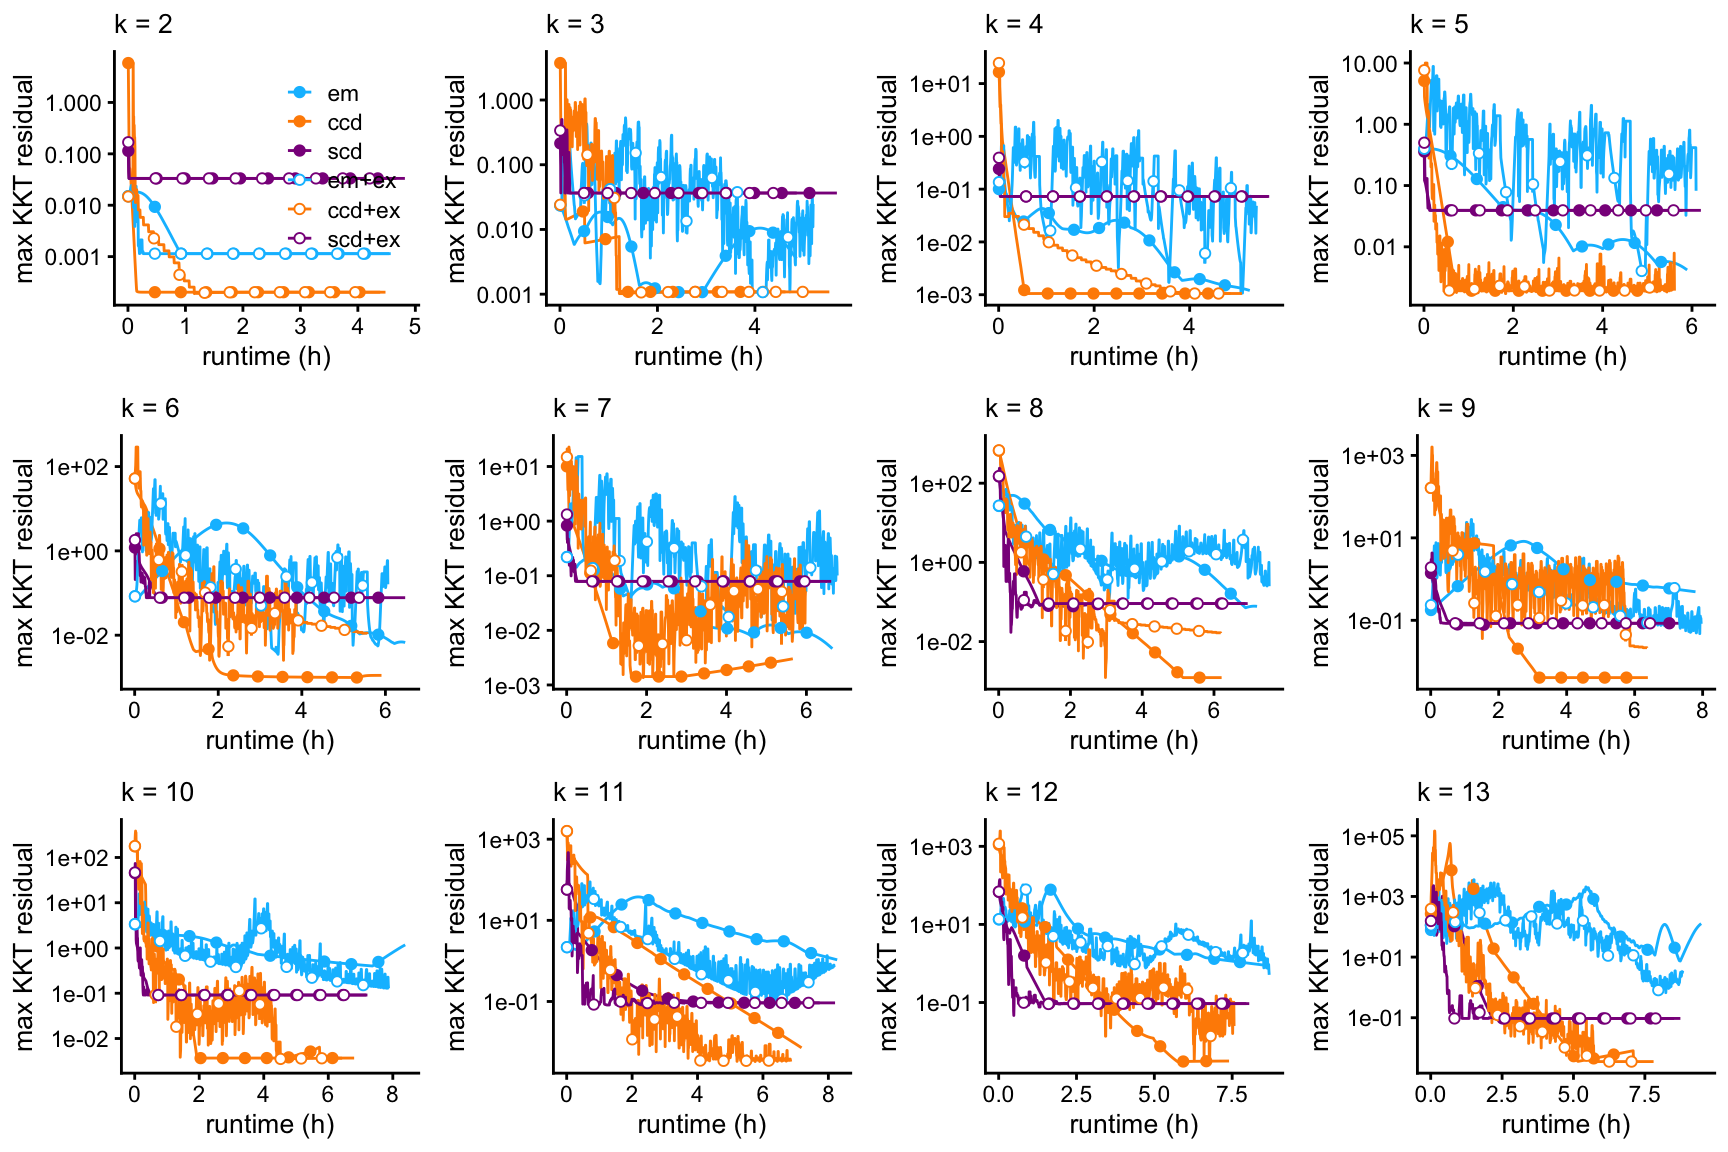 k = 2
max KKT residual
1.000
0.100
0.010
0.001
em
ccd
scd
em+ex
ccd+ex
scd+ex
0 1 2 3 4 5
runtime (h)
k = 3
max KKT residual
1.000
0.100
0.010
0.001
0 2 4
runtime (h)
k = 4
max KKT residual
1e+01
1e+00
1e-01
1e-02
1e-03
0 2 4
runtime (h)
k = 5
max KKT residual
10.00
1.00
0.10
0.01
0 2 4 6
runtime (h)
k = 6
max KKT residual
1e+02
1e+00
1e-02
0 2 4 6
runtime (h)
k = 7
max KKT residual
1e+01
1e+00
1e-01
1e-02
1e-03
0 2 4 6
runtime (h)
k = 8
max KKT residual
1e+02
1e+00
1e-02
0 2 4 6
runtime (h)
k = 9
max KKT residual
1e+03
1e+01
1e-01
0 2 4 6 8
runtime (h)
k = 10
max KKT residual
1e+02
1e+01
1e+00
1e-01
1e-02
0 2 4 6 8
runtime (h)
k = 11
max KKT residual
1e+03
1e+01
1e-01
0 2 4 6 8
runtime (h)
k = 12
max KKT residual
1e+03
1e+01
1e-01
0.0 2.5 5.0 7.5
runtime (h)
k = 13
max KKT residual
1e+05
1e+03
1e+01
1e-01
0.0 2.5 5.0 7.5
runtime (h)